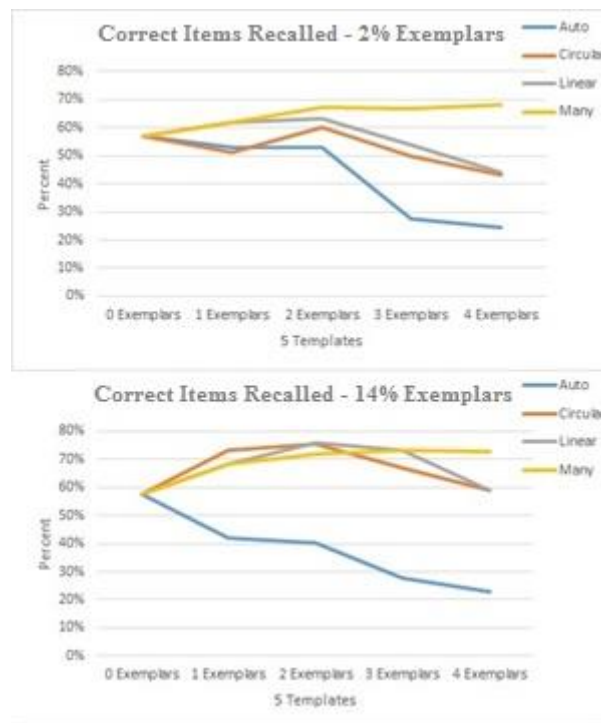 Correct Items Recalled - 2% Exemplars
Auto
Circula
Linear
Many
80%
70%
60%
50%
40%
30%
20%
10%
0%
Percent
0 Exemplars 1 Exemplars 2 Exemplars 3 Exemplars 4 Exemplars
5 Templates
Correct Items Recalled - 14% Exemplars
Auto
Circula
Linear
Many
80%
70%
60%
50%
40%
30%
20%
10%
0%
Percent
0 Exemplars 1 Exemplars 2 Exemplars 3 Exemplars 4 Exemplars
5 Templates